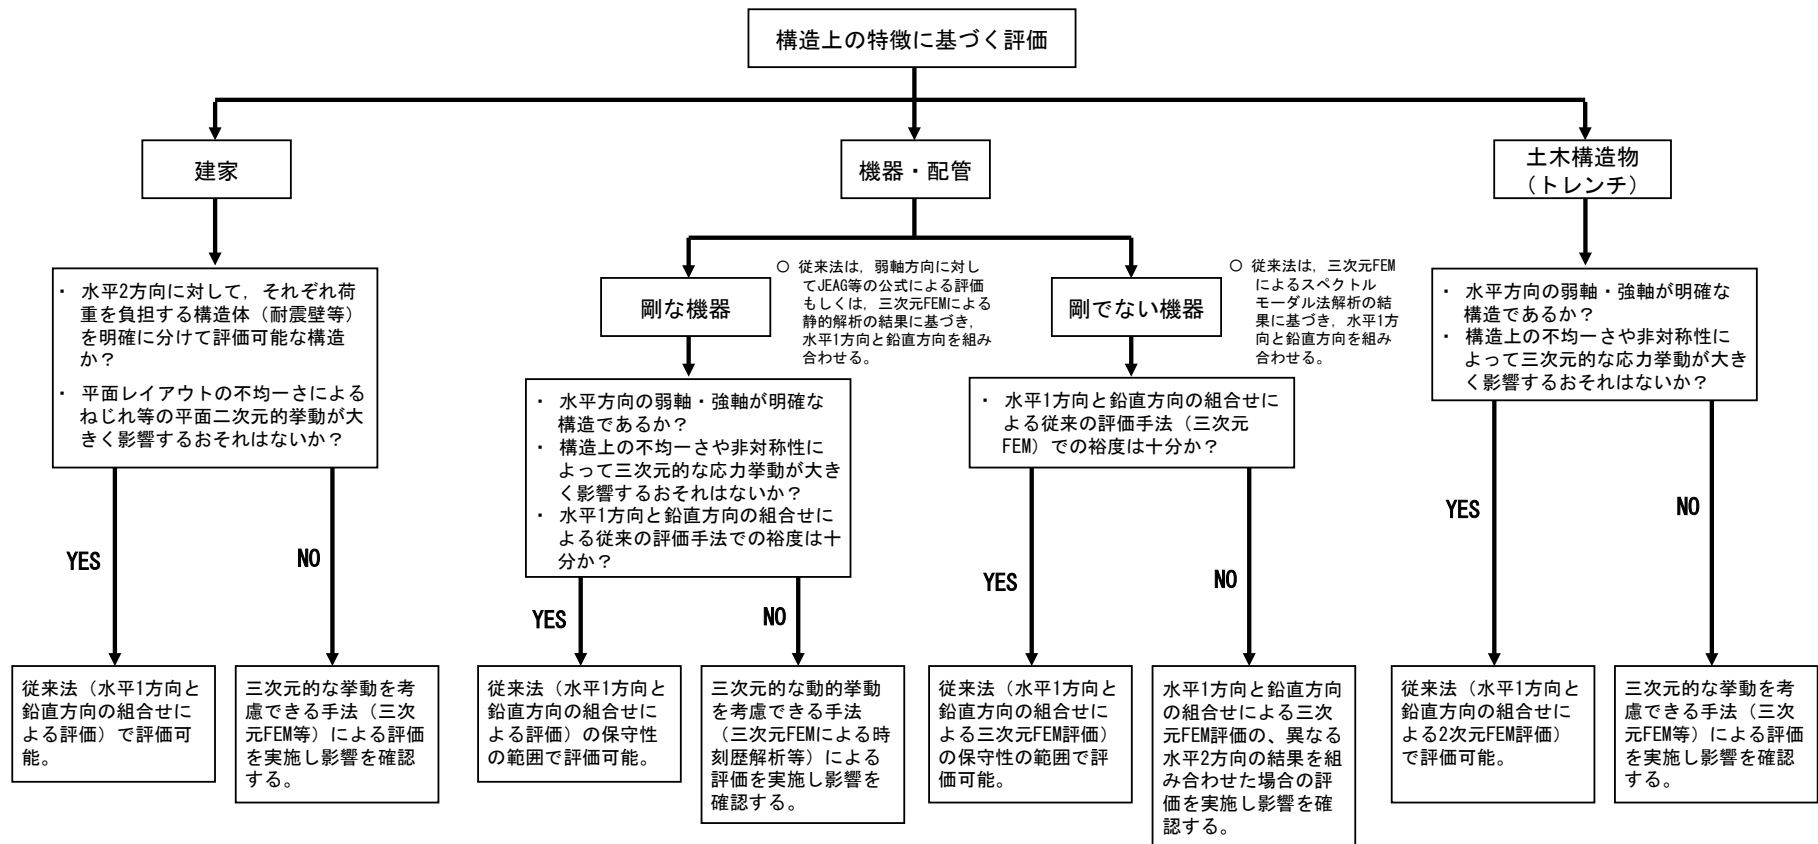 構造上の特徴に基づく評価
建家
機器・配管
土木構造物
（トレンチ）
・ 水平2方向に対して，それぞれ荷
重を負担する構造体（耐震壁等）
を明確に分けて評価可能な構造
か？
・ 平面レイアウトの不均一さによる
ねじれ等の平面二次元的挙動が大
きく影響するおそれはないか？
剛な機器
○ 従来法は，弱軸方向に対し
てJEAG等の公式による評価
もしくは，三次元FEMによる
静的解析の結果に基づき，
水平1方向と鉛直方向を組み
合わせる。
剛でない機器
○ 従来法は，三次元FEM
によるスペクトル
モーダル法解析の結
果に基づき，水平1方
向と鉛直方向を組み
合わせる。
・ 水平方向の弱軸・強軸が明確な
構造であるか？
・ 構造上の不均一さや非対称性に
よって三次元的な応力挙動が大き
く影響するおそれはないか？
・ 水平方向の弱軸・強軸が明確な
構造であるか？
・ 構造上の不均一さや非対称性に
よって三次元的な応力挙動が大き
く影響するおそれはないか？
・ 水平1方向と鉛直方向の組合せに
よる従来の評価手法での裕度は十
分か？
・ 水平1方向と鉛直方向の組合せに
よる従来の評価手法（三次元
FEM）での裕度は十分か？
YES
NO
YES
NO
YES
NO
YES
NO
従来法（水平1方向と
鉛直方向の組合せに
よる評価）で評価可
能。
三次元的な挙動を考
慮できる手法（三次
元FEM等）による評価
を実施し影響を確認
する。
従来法（水平1方向と
鉛直方向の組合せに
よる評価）の保守性
の範囲で評価可能。
三次元的な動的挙動
を考慮できる手法
（三次元FEMによる時
刻歴解析等）による
評価を実施し影響を
確認する。
従来法（水平1方向と
鉛直方向の組合せに
よる三次元FEM評価）
の保守性の範囲で評
価可能。
水平1方向と鉛直方向
の組合せによる三次
元FEM評価の、異なる
水平2方向の結果を組
み合わせた場合の評
価を実施し影響を確
認する。
従来法（水平1方向と
鉛直方向の組合せに
よる2次元FEM評価）
で評価可能。
三次元的な挙動を考
慮できる手法（三次
元FEM等）による評価
を実施し影響を確認
する。